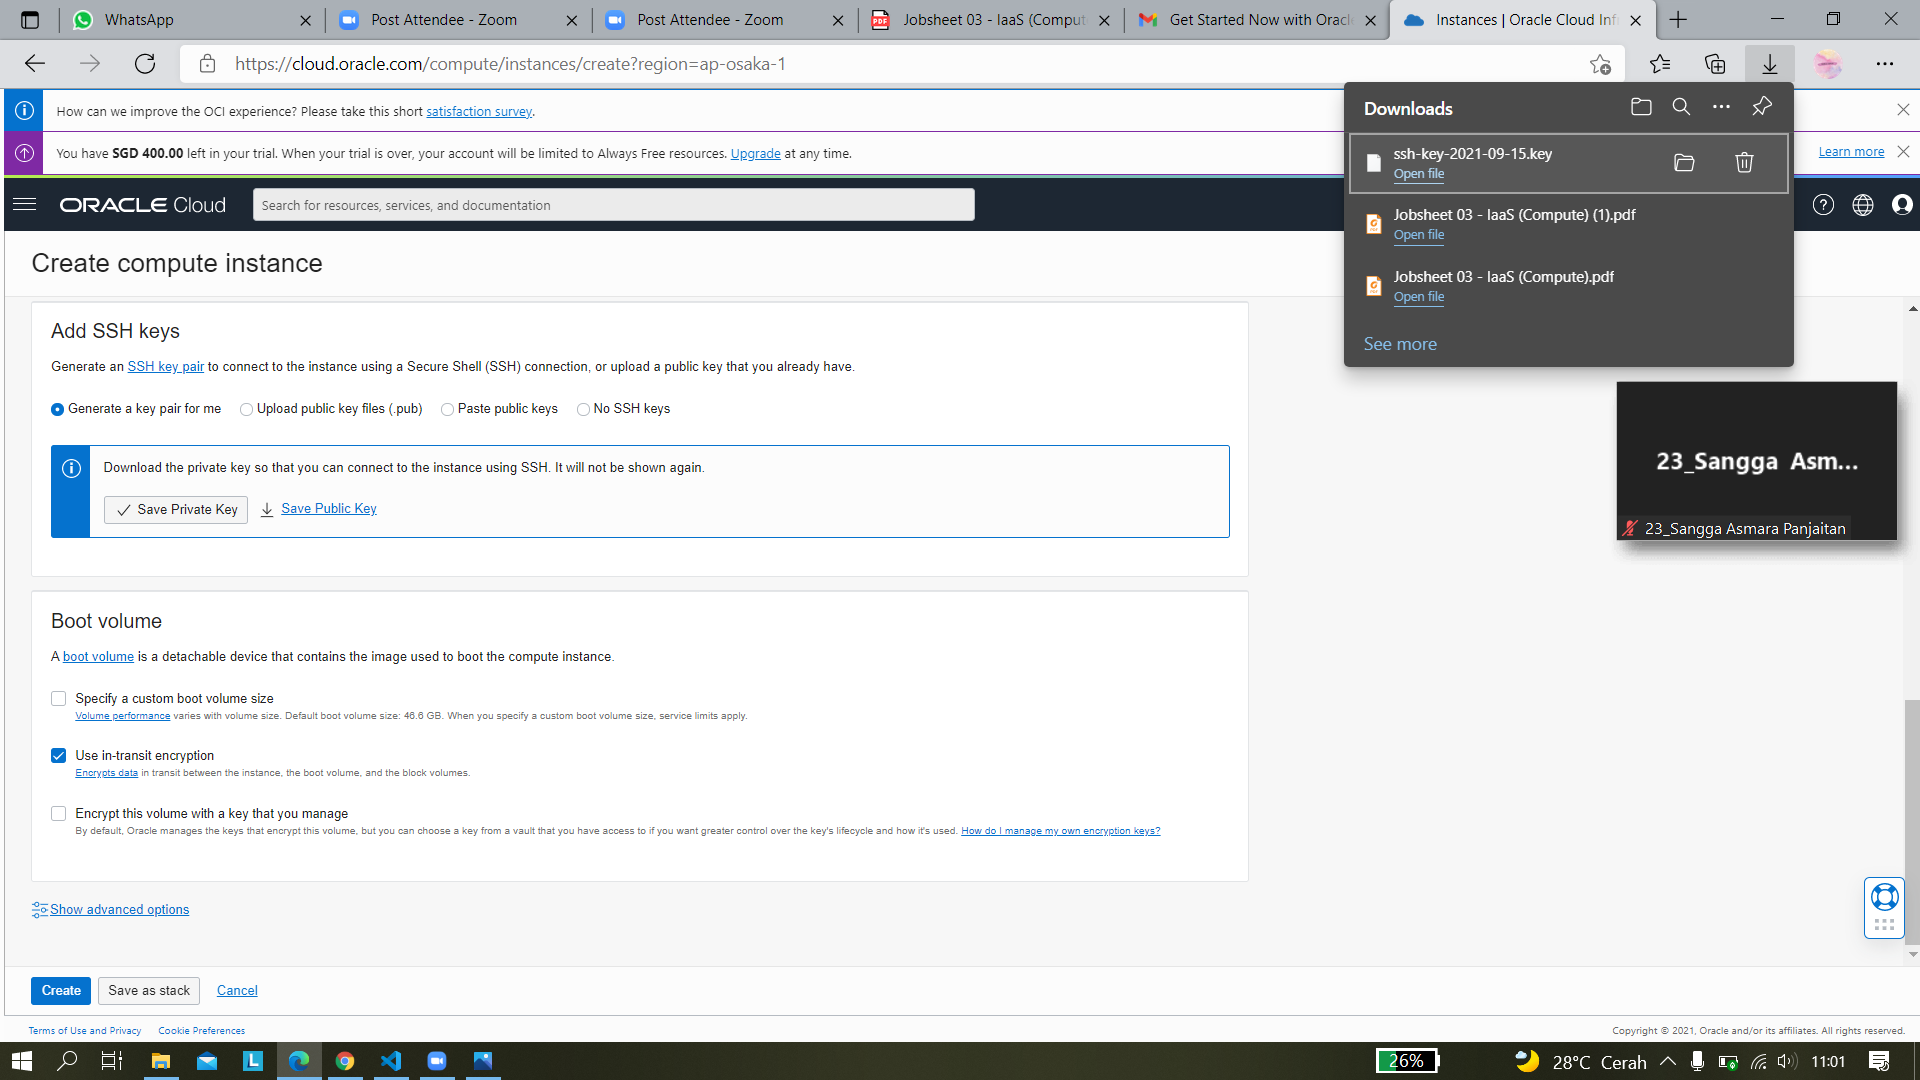 WhatsApp
Post Attendee - Zoom
Post Attendee - Zoom
Jobsheet 03 - IaaS (Comput
Get Started Now with Oracle
Instances | Oracle Cloud Inf
https://cloud.oracle.com/compute/instances/create?region=ap-osaka-1
How can we improve the OCI experience? Please take this short satisfaction survey.
You have SGD 400.00 left in your trial. When your trial is over, your account will be limited to Always Free resources. Upgrade at any time.
Learn more
ORACLE Cloud
Search for resources, services, and documentation
Downloads
ssh-key-2021-09-15.key
Open file
Jobsheet 03 - IaaS (Compute) (1).pdf
Open file
Jobsheet 03 - IaaS (Compute).pdf
Open file
See more
Create compute instance
Add SSH keys
Generate an SSH key pair to connect to the instance using a Secure Shell (SSH) connection, or upload a public key that you already have.
Generate a key pair for me
Upload public key files (.pub)
Paste public keys
No SSH keys
Download the private key so that you can connect to the instance using SSH. It will not be shown again.
Save Private Key
Save Public Key
23_Sangga Asm...
23_Sangga Asmara Panjaitan
Boot volume
A boot volume is a detachable device that contains the image used to boot the compute instance.
Specify a custom boot volume size
Volume performance varies with volume size. Default boot volume size: 46.6 GB. When you specify a custom boot volume size, service limits apply.
Use in-transit encryption
Encrypts data in transit between the instance, the boot volume, and the block volumes.
Encrypt this volume with a key that you manage
By default, Oracle manages the keys that encrypt this volume, but you can choose a key from a vault that you have access to if you want greater control over the key's lifecycle and how it's used. How do I manage my own encryption keys?
Show advanced options
Create
Save as stack
Cancel
Terms of Use and Privacy
Cookie Preferences
Copyright © 2021, Oracle and/or its affiliates. All rights reserved.
26%
28°C Cerah
11:01